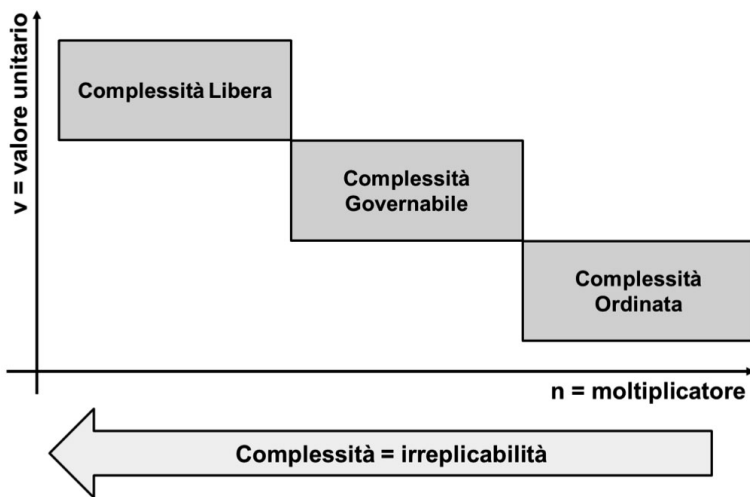 v = valore unitario
Complessità Libera
Complessità
Governabile
Complessità
Ordinata
n = moltiplicatore
Complessità = irreplicabilità